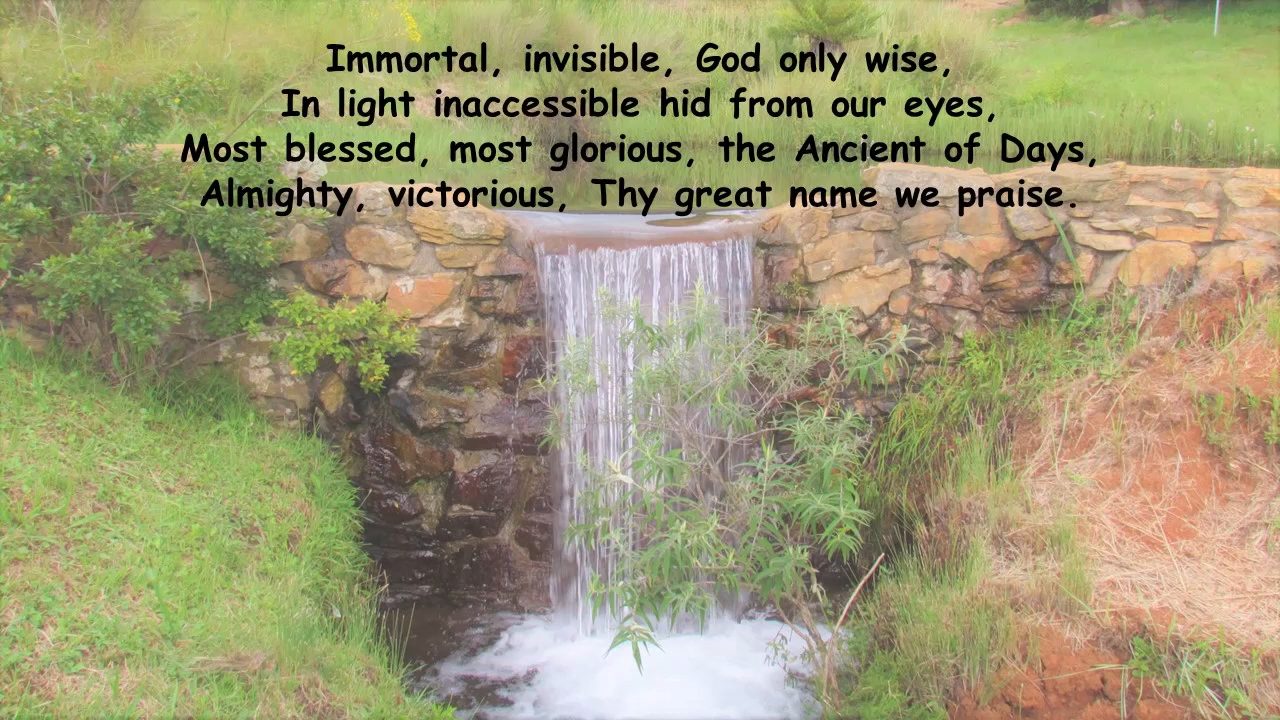 Immortal, invisible, God only wise,
In light inaccessible hid from our eyes,
Most blessed, most glorious, the Ancient of Days,
Almighty, victorious, Thy great name we praise.